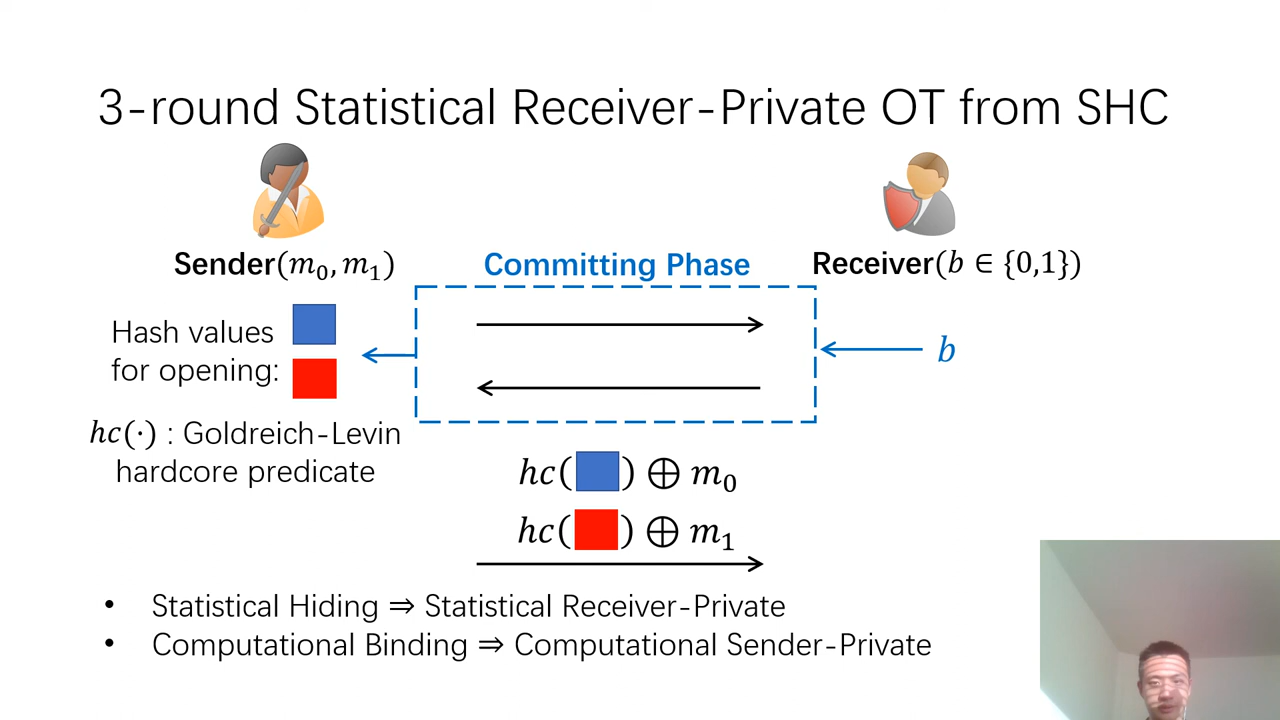 3-round Statistical Receiver-Private OT from SHC
Sender(m₀, m₁)
Committing Phase
Receiver(b ∈ {0,1})
Hash values
for opening:
b
hc(·) : Goldreich-Levin
hardcore predicate
hc( ) ⊕ m₀
hc( ) ⊕ m₁
• Statistical Hiding ⇒ Statistical Receiver-Private
• Computational Binding ⇒ Computational Sender-Private